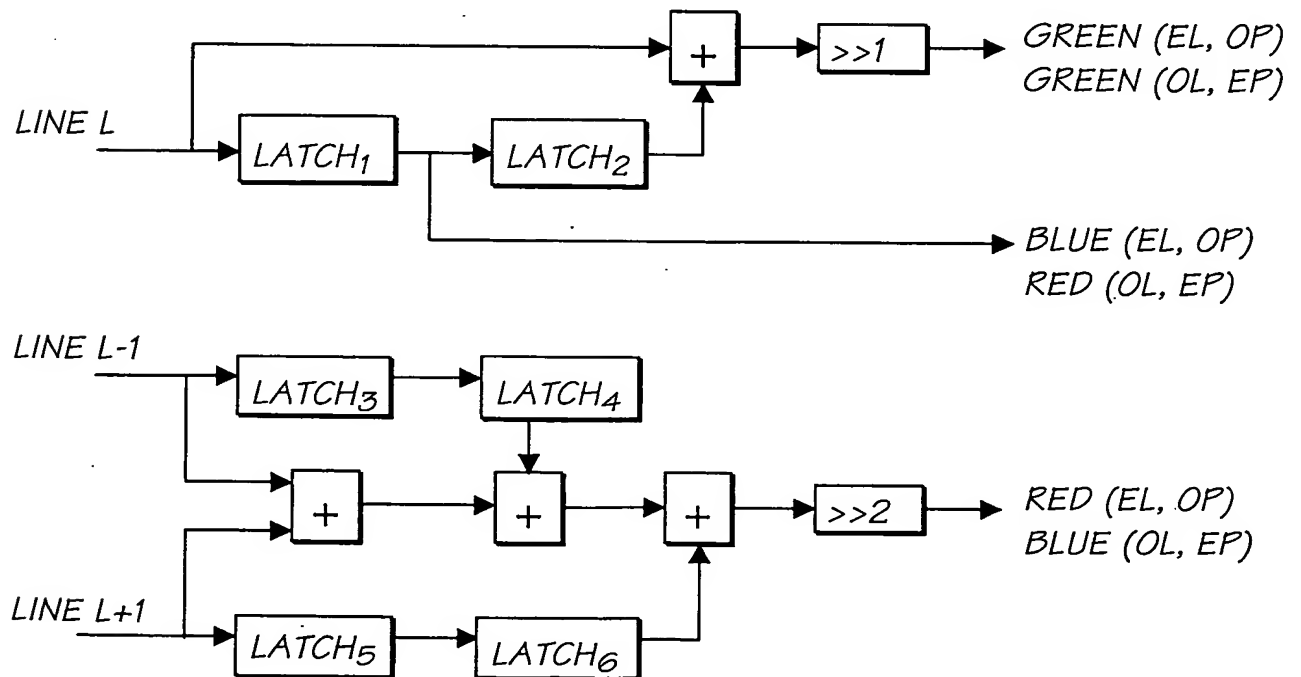 +
>>1
GREEN (EL, OP)
GREEN (OL, EP)
LINE L
LATCH1
LATCH2
BLUE (EL, OP)
RED (OL, EP)
LINE L-1
LATCH3
LATCH4
+
+
+
>>2
RED (EL, OP)
BLUE (OL, EP)
LINE L+1
LATCH5
LATCH6